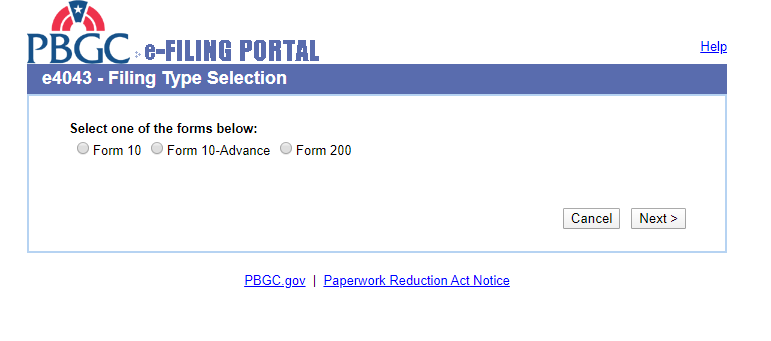 PBGC e-FILING PORTAL
Help
e4043 - Filing Type Selection
Select one of the forms below:
Form 10 Form 10-Advance Form 200
Cancel Next >
PBGC.gov | Paperwork Reduction Act Notice